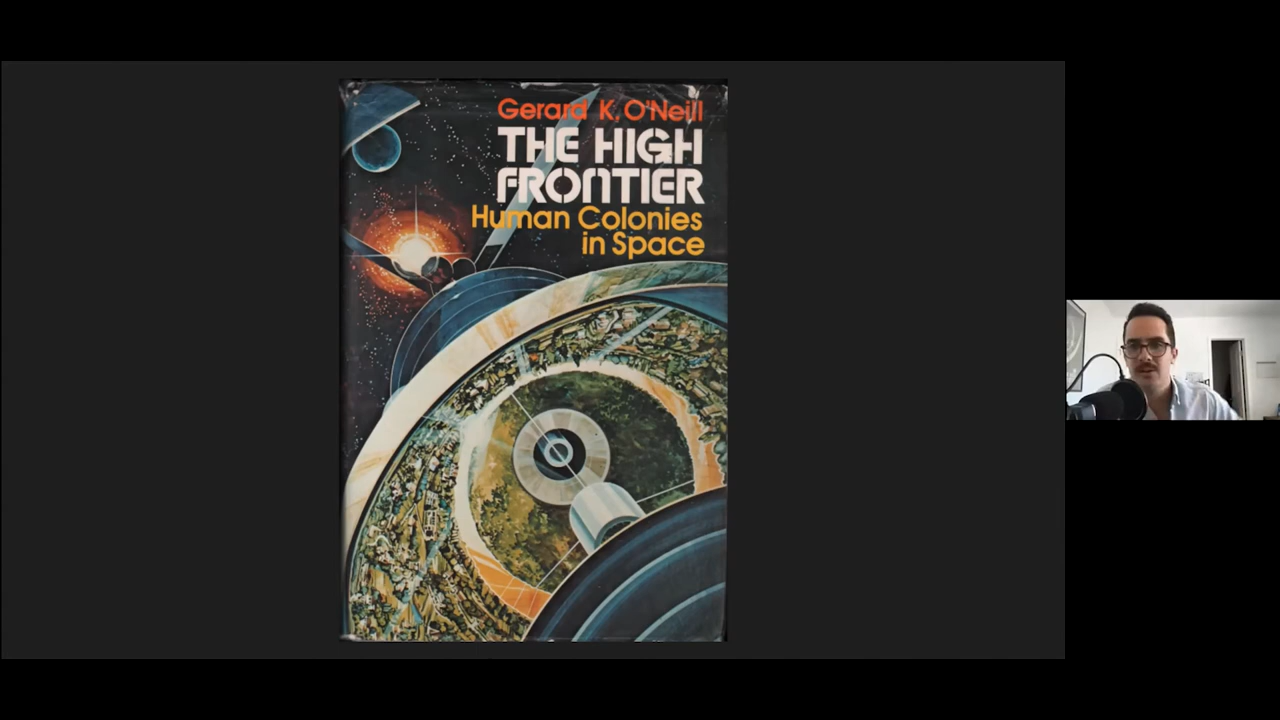 Gerard K. O'Neill
THE HIGH
FRONTIER
Human Colonies
in Space